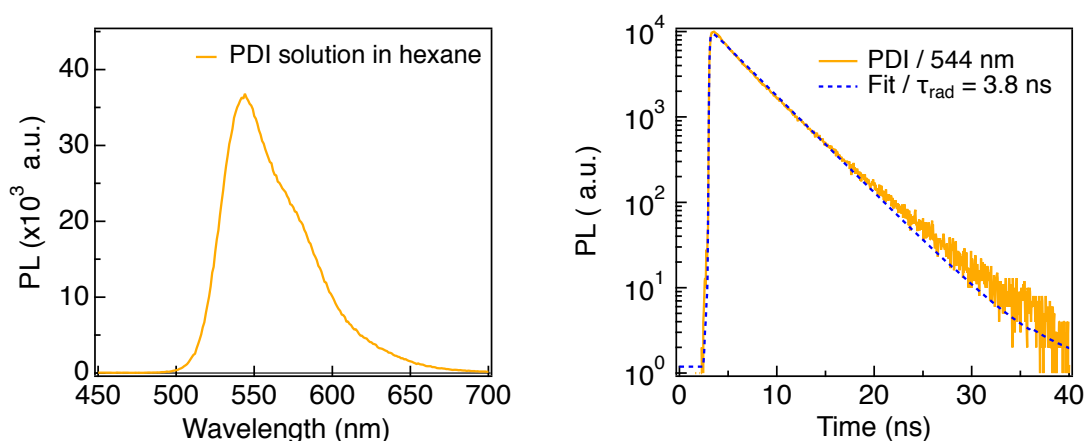 PL (x10³ a.u.)
40
30
20
10
0
PDI solution in hexane
450 500 550 600 650 700
Wavelength (nm)
PL ( a.u.)
10⁴
10³
10²
10¹
10⁰
PDI / 544 nm
Fit / τrad = 3.8 ns
0 10 20 30 40
Time (ns)